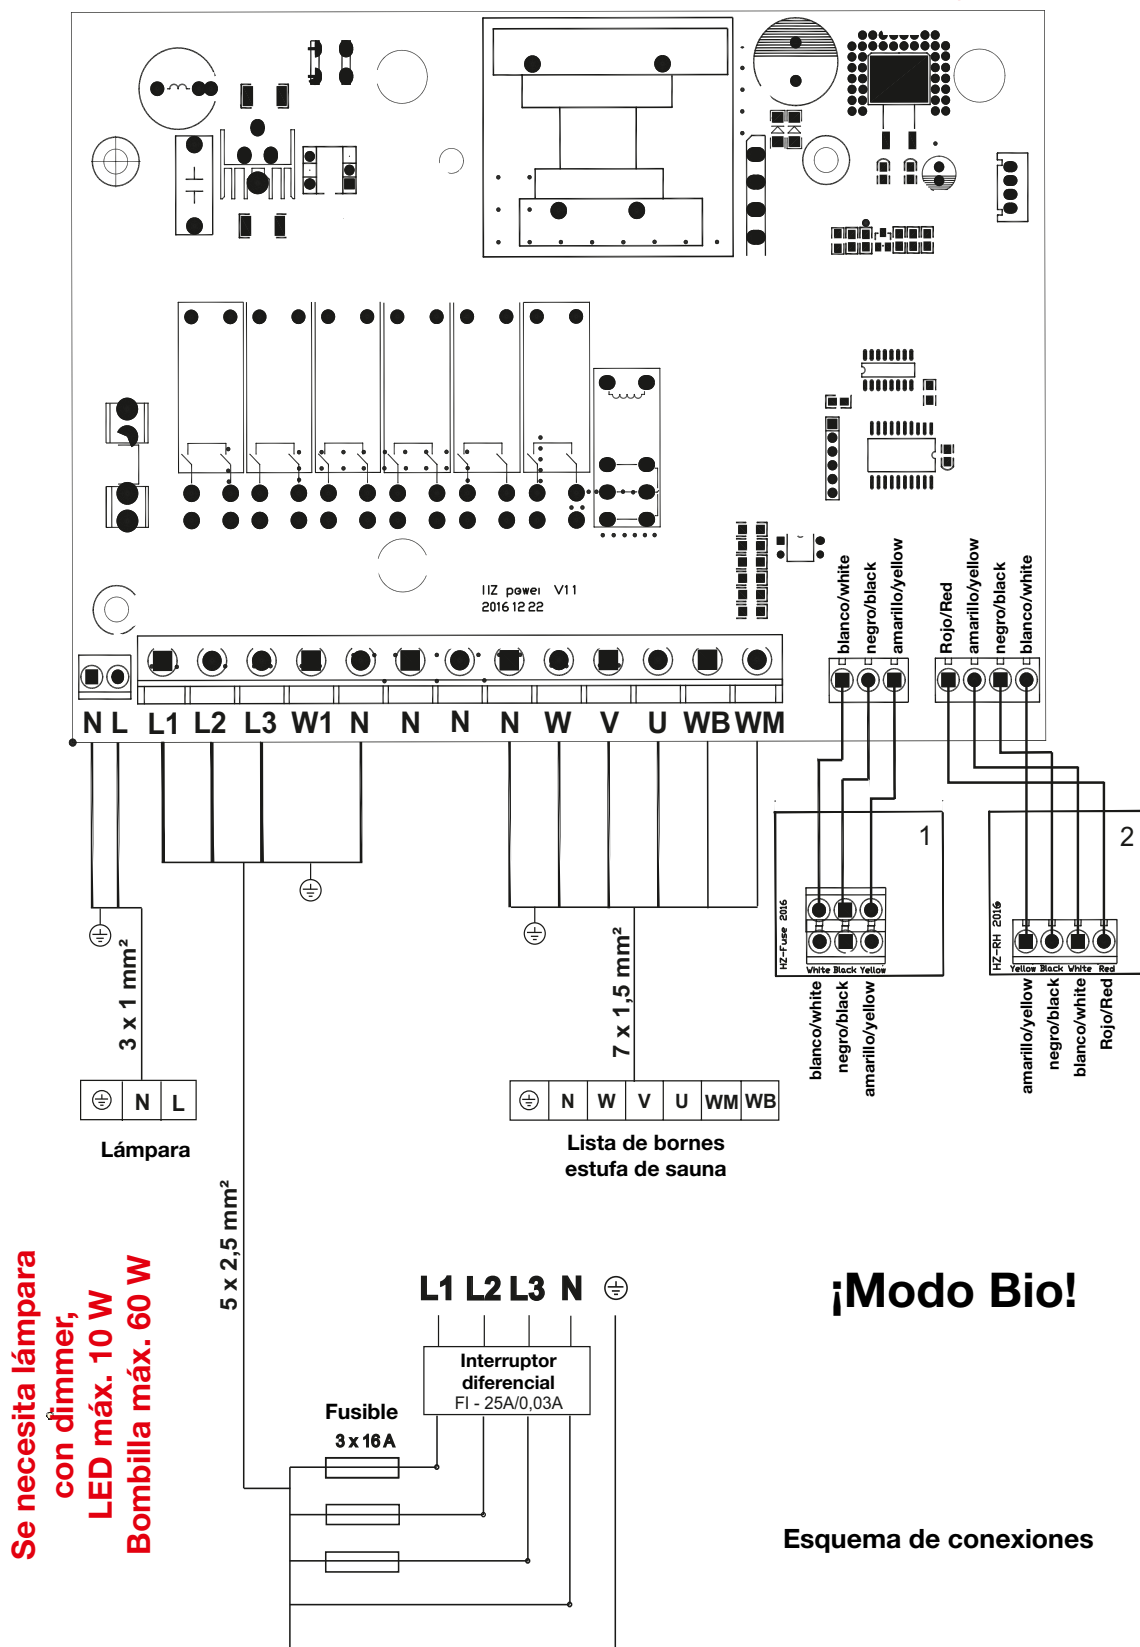 IIZ power V11
2016 12 22
blanco/white
negro/black
amarillo/yellow
Rojo/Red
amarillo/yellow
negro/black
blanco/white
N L L1 L2 L3 W1 N N N N W V U WB WM
1
2
HZ-Fuse 2016
White Black Yellow
HZ-RH 2016
Yellow Black White Red
blanco/white
negro/black
amarillo/yellow
amarillo/yellow
negro/black
blanco/white
Rojo/Red
3 x 1 mm²
7 x 1,5 mm²
N L
Lámpara
N W V U WM WB
Lista de bornes
estufa de sauna
5 x 2,5 mm²
L1 L2 L3 N
Interruptor
diferencial
FI - 25A/0,03A
Fusible
3 x 16 A
¡Modo Bio!
Se necesita lámpara
con dimmer,
LED máx. 10 W
Bombilla máx. 60 W
Esquema de conexiones